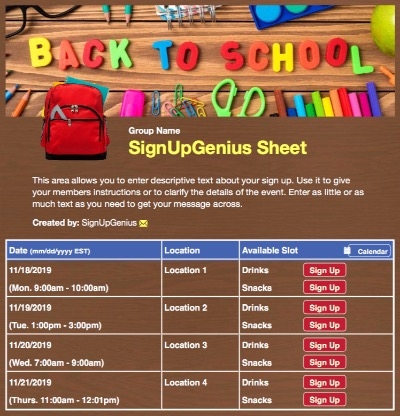 BACK TO SCHOOL
Group Name
SignUpGenius Sheet
This area allows you to enter descriptive text about your sign up. Use it to give
your members instructions or to clarify the details of the event. Enter as little or as
much text as you need to get your message across.
Created by: SignUpGenius
Date (mm/dd/yyyy EST) Location Available Slot Calendar
11/18/2019 Location 1 Drinks Sign Up
(Mon. 9:00am - 10:00am) Snacks Sign Up
11/19/2019 Location 2 Drinks Sign Up
(Tue. 1:00pm - 3:00pm) Snacks Sign Up
11/20/2019 Location 3 Drinks Sign Up
(Wed. 7:00am - 9:00am) Snacks Sign Up
11/21/2019 Location 4 Drinks Sign Up
(Thurs. 11:00am - 12:01pm) Snacks Sign Up